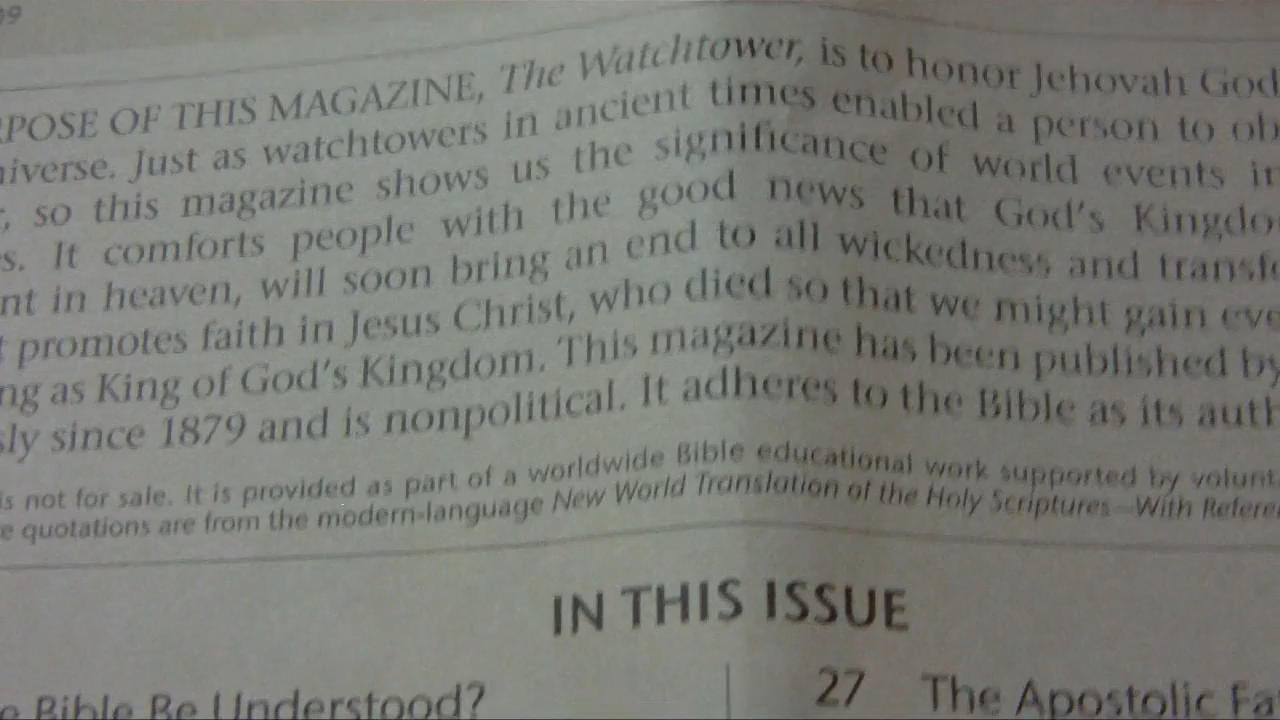 09
RPOSE OF THIS MAGAZINE, The Watchtower, is to honor Jehovah God
niverse. Just as watchtowers in ancient times enabled a person to ob
r, so this magazine shows us the significance of world events in
s. It comforts people with the good news that God's Kingdo
nt in heaven, will soon bring an end to all wickedness and transfo
t promotes faith in Jesus Christ, who died so that we might gain eve
ng as King of God's Kingdom. This magazine has been published by
sly since 1879 and is nonpolitical. It adheres to the Bible as its auth
is not for sale. It is provided as part of a worldwide Bible educational work supported by volunt
e quotations are from the modern-language New World Translation of the Holy Scriptures—With Refere
IN THIS ISSUE
e Bible Be Understood?
27 The Apostolic Fa